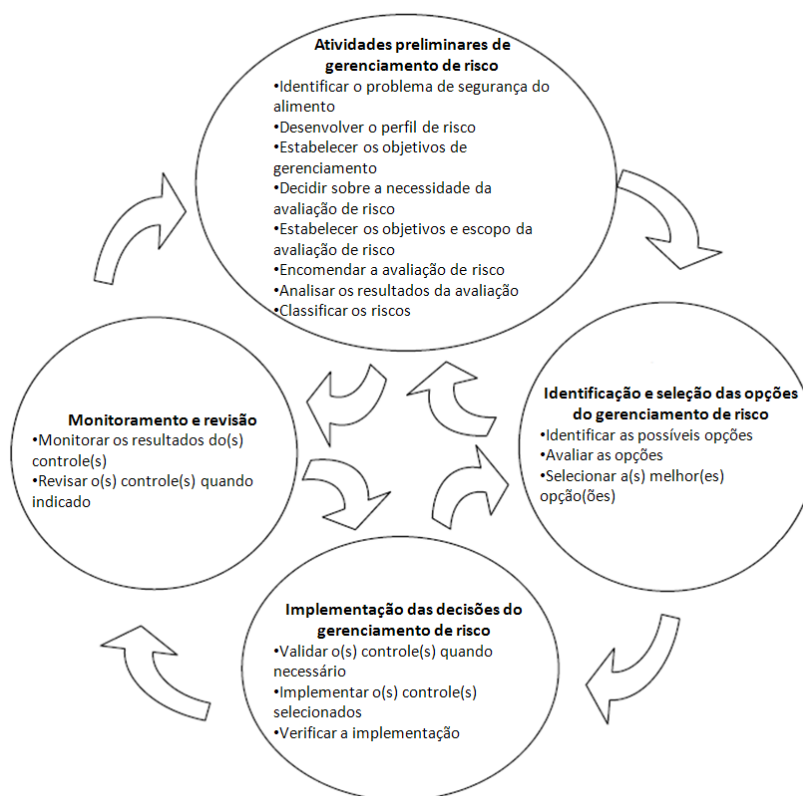 Atividades preliminares de
gerenciamento de risco
•Identificar o problema de segurança do
alimento
•Desenvolver o perfil de risco
•Estabelecer os objetivos de
gerenciamento
•Decidir sobre a necessidade da
avaliação de risco
•Estabelecer os objetivos e escopo da
avaliação de risco
•Encomendar a avaliação de risco
•Analisar os resultados da avaliação
•Classificar os riscos
Identificação e seleção das opções
do gerenciamento de risco
•Identificar as possíveis opções
•Avaliar as opções
•Selecionar a(s) melhor(es)
opção(ões)
Implementação das decisões do
gerenciamento de risco
•Validar o(s) controle(s) quando
necessário
•Implementar o(s) controle(s)
selecionados
•Verificar a implementação
Monitoramento e revisão
•Monitorar os resultados do(s)
controle(s)
•Revisar o(s) controle(s) quando
indicado